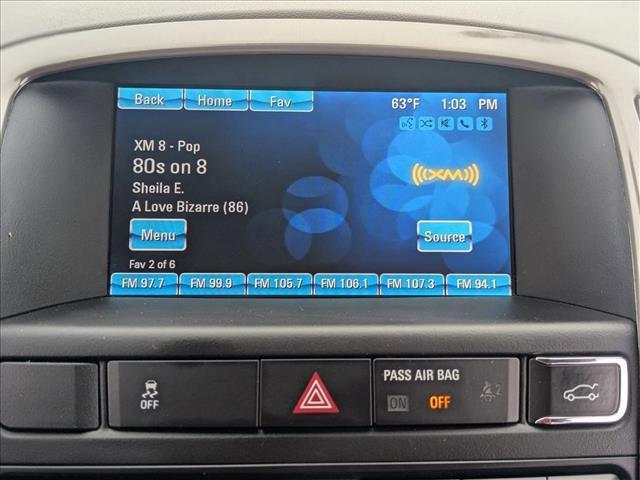 Back Home Fav 63°F 1:03 PM
XM 8 - Pop
80s on 8
Sheila E.
A Love Bizarre (86)
((XM))
Menu Source
Fav 2 of 6
FM 97.7 FM 99.9 FM 105.7 FM 106.1 FM 107.3 FM 94.1
OFF
PASS AIR BAG
ON OFF 2